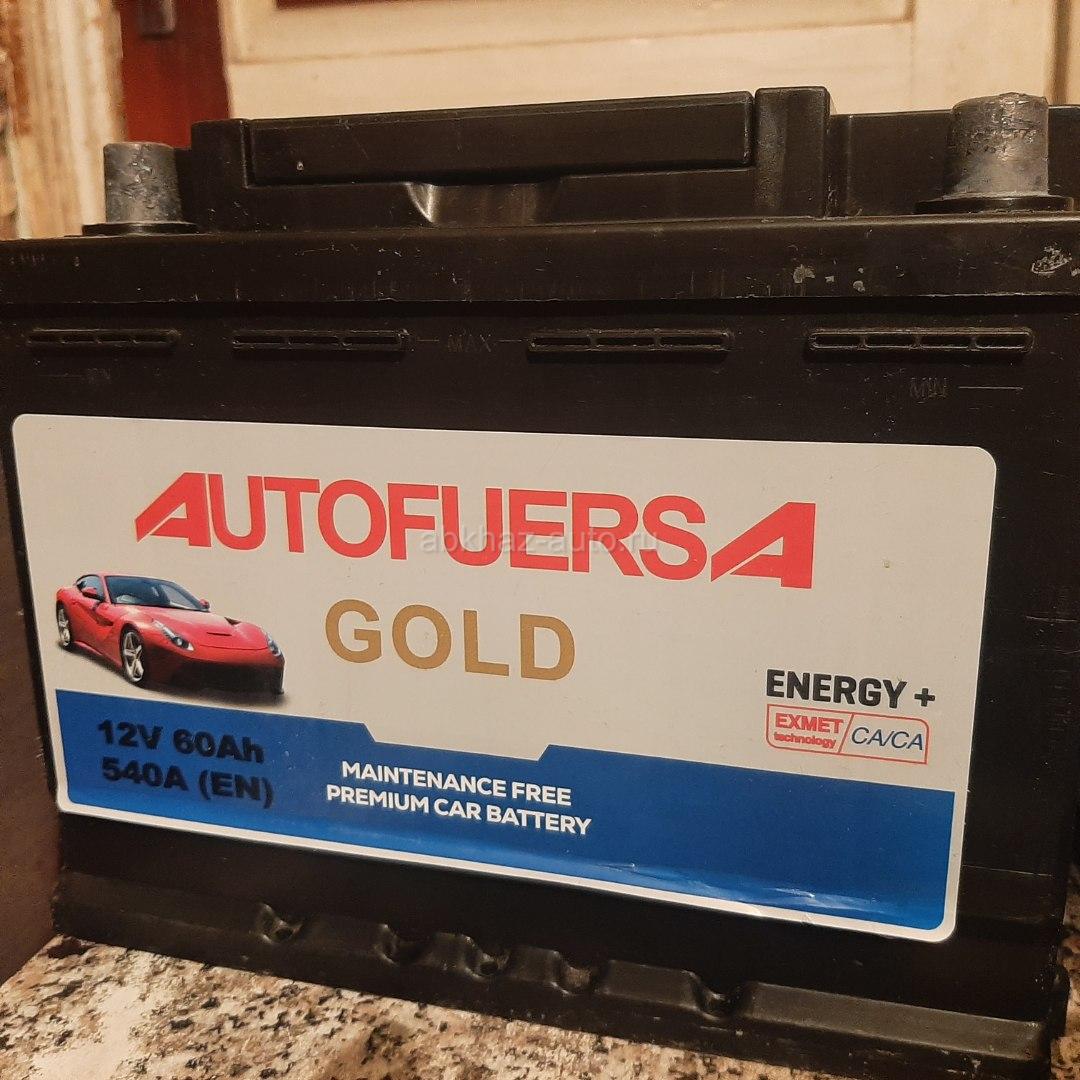 MAX
MIN
MIN
AUTOFUERSA
abkhaz-auto.ru
GOLD
ENERGY +
EXMET
technology
CA/CA
12V 60Ah
540A (EN)
MAINTENANCE FREE
PREMIUM CAR BATTERY